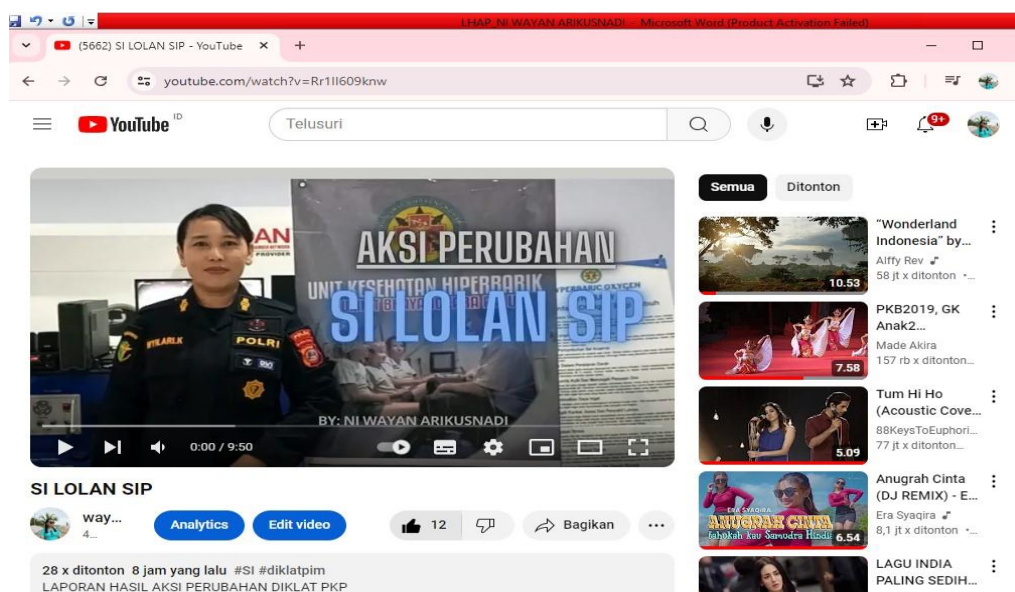 LHAP_NI WAYAN ARIKUSNADI - Microsoft Word (Product Activation Failed)
(5662) SI LOLAN SIP - YouTube
youtube.com/watch?v=Rr1Il609knw
YouTube ID
Telusuri
9+
AKSI PERUBAHAN
UNIT KESEHATAN HIPERBARIK
SI LOLAN SIP
POLRI
BY: NI WAYAN ARIKUSNADI
0:00 / 9:50
SI LOLAN SIP
way...
4...
Analytics
Edit video
12
Bagikan
28 x ditonton 8 jam yang lalu #SI #diklatpim
LAPORAN HASIL AKSI PERUBAHAN DIKLAT PKP
Semua
Ditonton
10.53
"Wonderland
Indonesia" by...
Alffy Rev
58 jt x ditonton •...
7.58
PKB2019, GK
Anak2...
Made Akira
157 rb x ditonton...
5.09
Tum Hi Ho
(Acoustic Cove...
88KeysToEuphori...
77 jt x ditonton...
ERA SYAQIRA
ANUGRAH CINTA
6.54
Anugrah Cinta
(DJ REMIX) - E...
Era Syaqira
8,1 jt x ditonton •...
LAGU INDIA
PALING SEDIH...